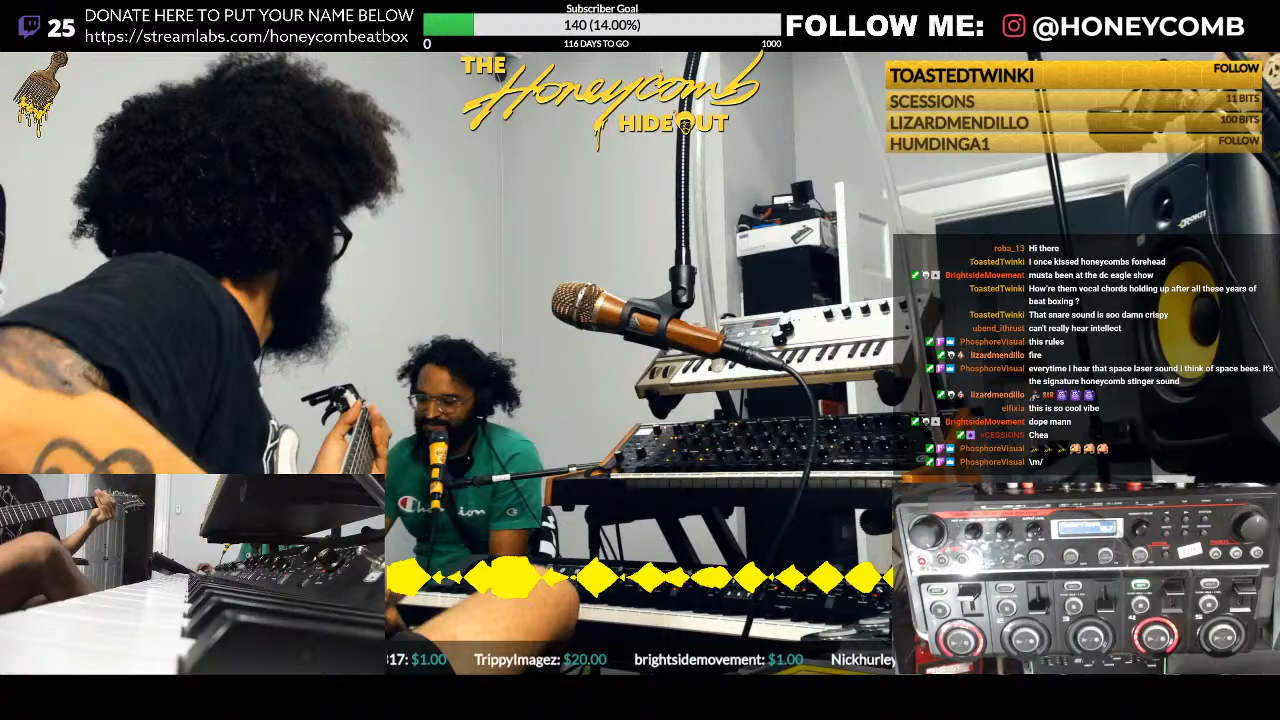 25
DONATE HERE TO PUT YOUR NAME BELOW
https://streamlabs.com/honeycombeatbox
Subscriber Goal
140 (14.00%)
0
116 DAYS TO GO
1000
FOLLOW ME: @HONEYCOMB
THE
Honeycomb
HIDEOUT
TOASTEDTWINKI FOLLOW
SCESSIONS 11 BITS
LIZARDMENDILLO 100 BITS
HUMDINGA1 FOLLOW
ROKIT
KORG
roba_13 Hi there
ToastedTwinki I once kissed honeycombs forehead
BrightsideMovement musta been at the dc eagle show
ToastedTwinki How're them vocal chords holding up after all these years of
beat boxing ?
ToastedTwinki That snare sound is soo damn crispy
ubend_ithrust can't really hear intellect
PhosphoreVisual this rules
lizardmendillo fire
PhosphoreVisual everytime i hear that space laser sound i think of space bees. it's
the signature honeycomb stinger sound
lizardmendillo
elfixia this is so cool vibe
BrightsideMovement dope mann
sCESSIONS Chea
PhosphoreVisual
PhosphoreVisual \m/
Champion
317: $1.00
TrippyImagez: $20.00
brightsidemovement: $1.00
Nickhurley